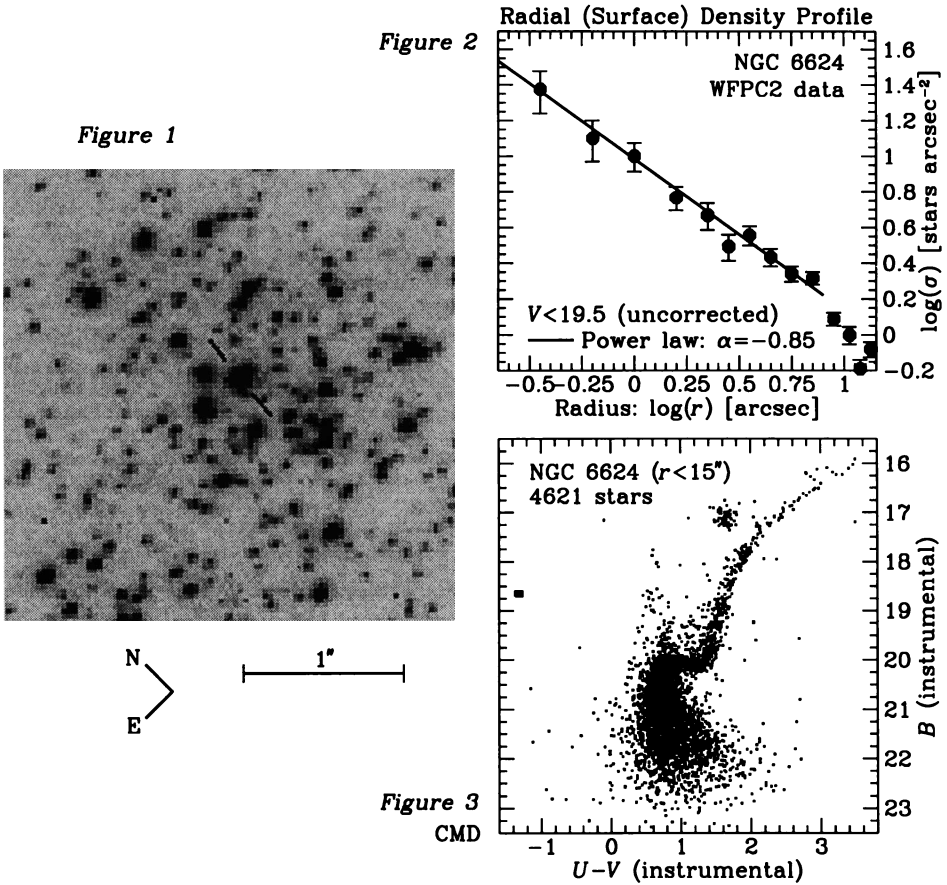 Figure 1
N
E
1″
Figure 2
Radial (Surface) Density Profile
NGC 6624
WFPC2 data
V<19.5 (uncorrected)
Power law: α=−0.85
1.6
1.4
1.2
1.0
0.8
0.6
0.4
0.2
0
−0.2
log(σ) [stars arcsec⁻²]
−0.5 −0.25 0 0.25 0.5 0.75 1
Radius: log(r) [arcsec]
Figure 3
CMD
NGC 6624 (r<15″)
4621 stars
16
17
18
19
20
21
22
23
B (instrumental)
−1 0 1 2 3
U−V (instrumental)